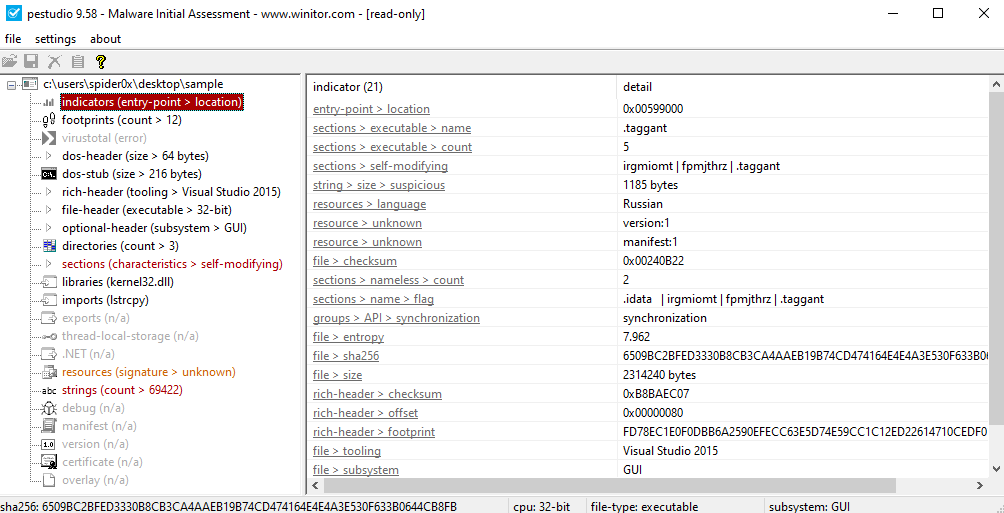 pestudio 9.58 - Malware Initial Assessment - www.winitor.com - [read-only]
file settings about
c:\users\spider0x\desktop\sample
indicators (entry-point > location)
footprints (count > 12)
virustotal (error)
dos-header (size > 64 bytes)
dos-stub (size > 216 bytes)
rich-header (tooling > Visual Studio 2015)
file-header (executable > 32-bit)
optional-header (subsystem > GUI)
directories (count > 3)
sections (characteristics > self-modifying)
libraries (kernel32.dll)
imports (lstrcpy)
exports (n/a)
thread-local-storage (n/a)
.NET (n/a)
resources (signature > unknown)
abc strings (count > 69422)
debug (n/a)
manifest (n/a)
1.0 version (n/a)
certificate (n/a)
overlay (n/a)
indicator (21) detail
entry-point > location 0x00599000
sections > executable > name .taggant
sections > executable > count 5
sections > self-modifying irgmiomt | fpmjthrz | .taggant
string > size > suspicious 1185 bytes
resources > language Russian
resource > unknown version:1
resource > unknown manifest:1
file > checksum 0x00240B22
sections > nameless > count 2
sections > name > flag .idata | irgmiomt | fpmjthrz | .taggant
groups > API > synchronization synchronization
file > entropy 7.962
file > sha256 6509BC2BFED3330B8CB3CA4AAEB19B74CD474164E4E4A3E530F633B06
file > size 2314240 bytes
rich-header > checksum 0xB8BAEC07
rich-header > offset 0x00000080
rich-header > footprint FD78EC1E0F0DBB6A2590EFECC63E5D74E59CC1C12ED22614710CEDF0
file > tooling Visual Studio 2015
file > subsystem GUI
sha256: 6509BC2BFED3330B8CB3CA4AAEB19B74CD474164E4E4A3E530F633B0644CB8FB cpu: 32-bit file-type: executable subsystem: GUI